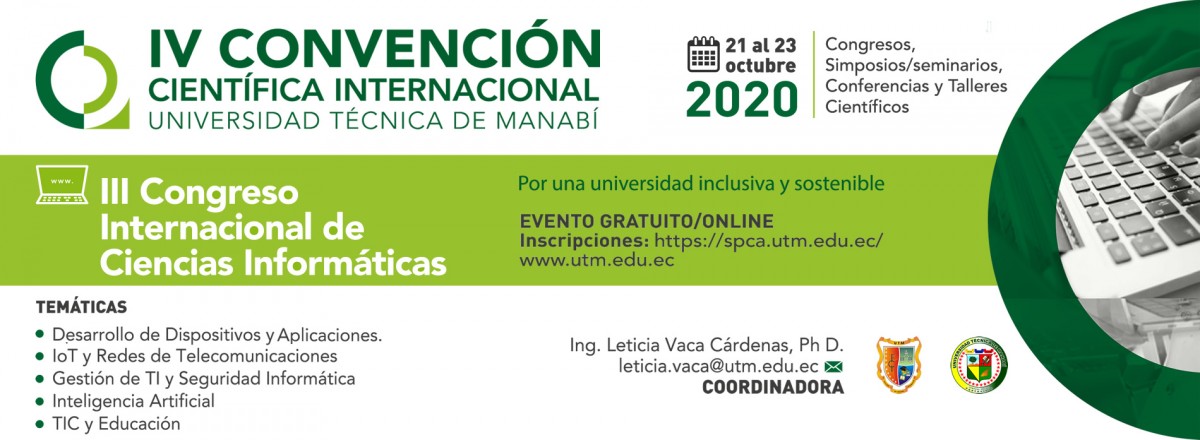 IV CONVENCIÓN
CIENTÍFICA INTERNACIONAL
UNIVERSIDAD TÉCNICA DE MANABÍ
21 al 23
octubre
2020
Congresos,
Simposios/seminarios,
Conferencias y Talleres
Científicos
www.
III Congreso
Internacional de
Ciencias Informáticas
Por una universidad inclusiva y sostenible
EVENTO GRATUITO/ONLINE
Inscripciones: https://spca.utm.edu.ec/
www.utm.edu.ec
TEMÁTICAS
• Desarrollo de Dispositivos y Aplicaciones.
• IoT y Redes de Telecomunicaciones
• Gestión de TI y Seguridad Informática
• Inteligencia Artificial
• TIC y Educación
Ing. Leticia Vaca Cárdenas, Ph D.
leticia.vaca@utm.edu.ec
COORDINADORA
UTM